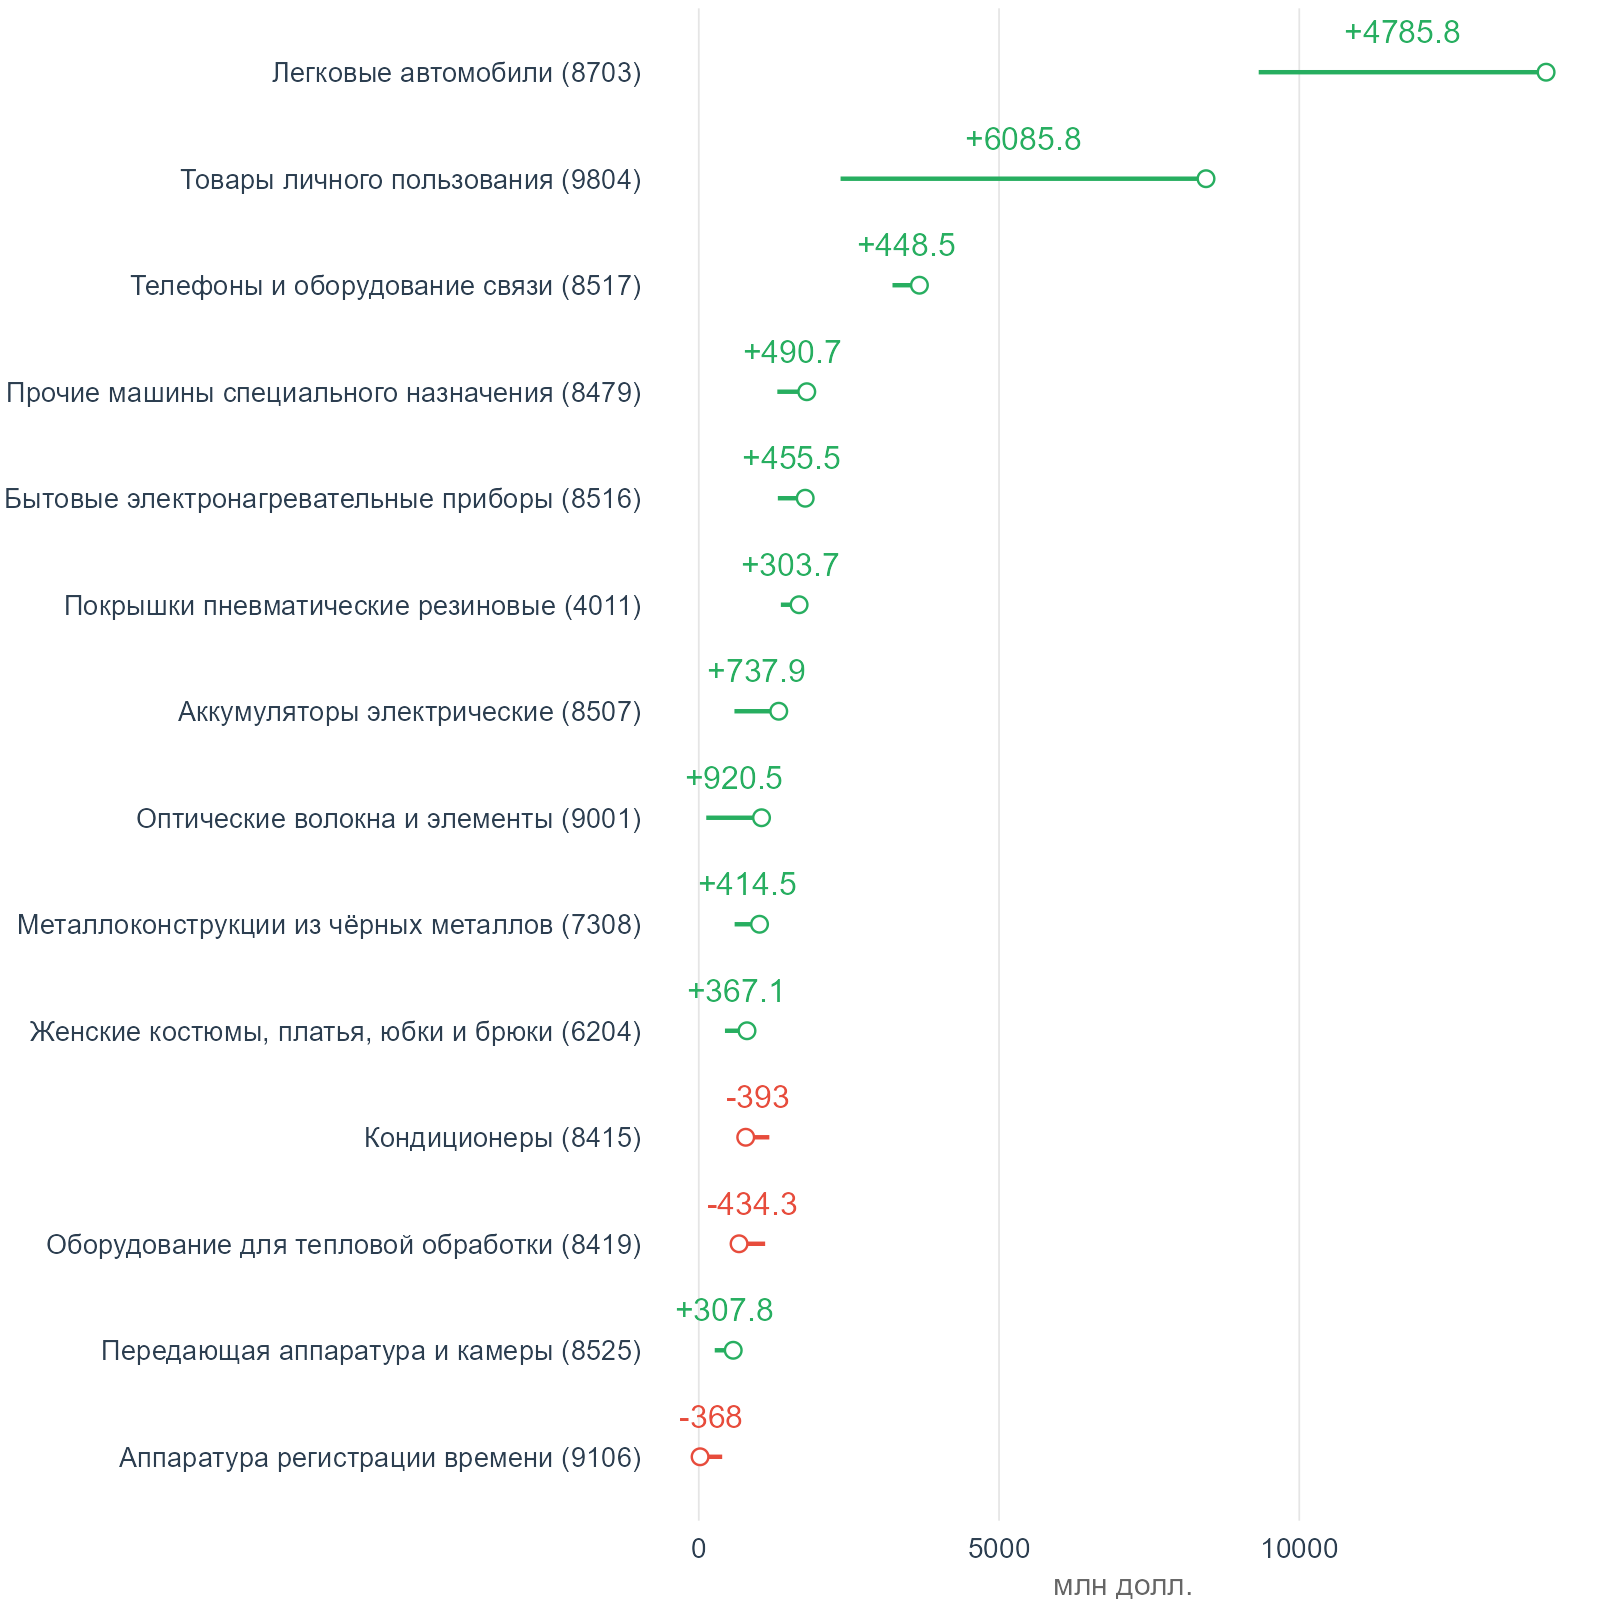 +4785.8
Легковые автомобили (8703)
+6085.8
Товары личного пользования (9804)
+448.5
Телефоны и оборудование связи (8517)
+490.7
Прочие машины специального назначения (8479)
+455.5
Бытовые электронагревательные приборы (8516)
+303.7
Покрышки пневматические резиновые (4011)
+737.9
Аккумуляторы электрические (8507)
+920.5
Оптические волокна и элементы (9001)
+414.5
Металлоконструкции из чёрных металлов (7308)
+367.1
Женские костюмы, платья, юбки и брюки (6204)
-393
Кондиционеры (8415)
-434.3
Оборудование для тепловой обработки (8419)
+307.8
Передающая аппаратура и камеры (8525)
-368
Аппаратура регистрации времени (9106)
0 5000 10000
млн долл.